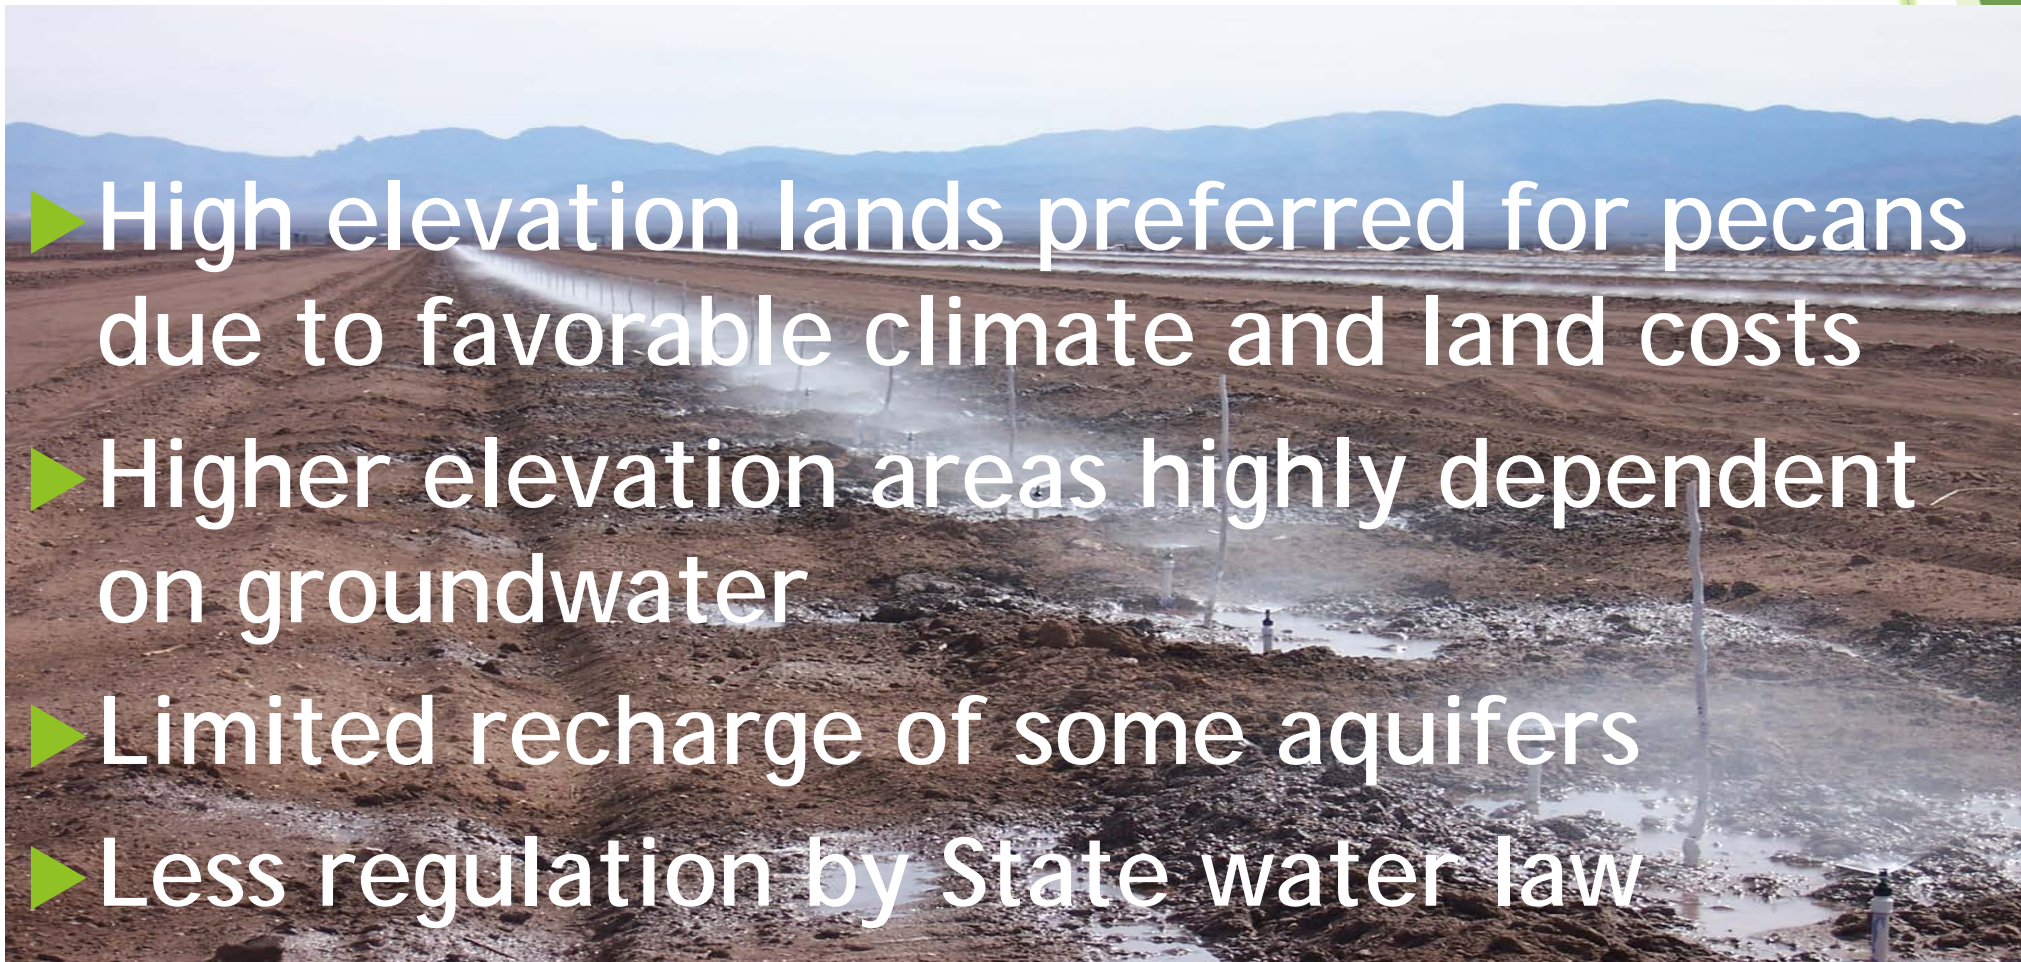 High elevation lands preferred for pecans
due to favorable climate and land costs
Higher elevation areas highly dependent
on groundwater
Limited recharge of some aquifers
Less regulation by State water law